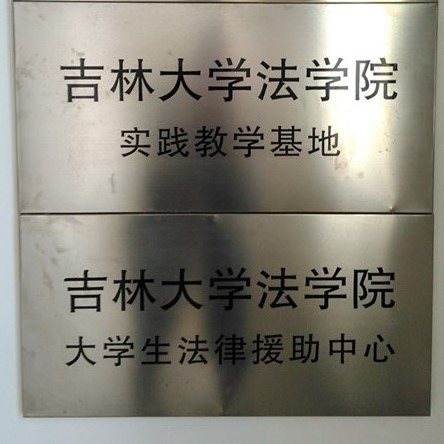 吉林大学法学院
实践教学基地
吉林大学法学院
大学生法律援助中心